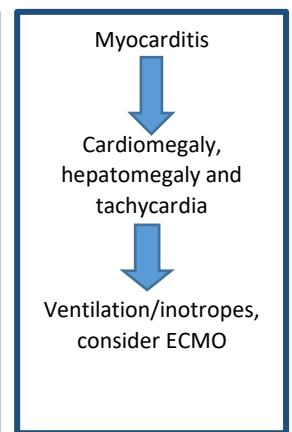 Myocarditis
Cardiomegaly,
hepatomegaly and
tachycardia
Ventilation/inotropes,
consider ECMO